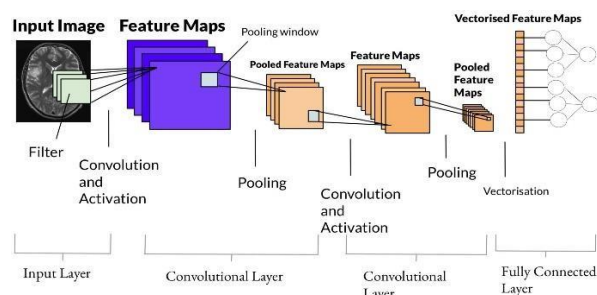 Input Image
Feature Maps
Pooling window
Pooled Feature Maps
Feature Maps
Pooled
Feature
Maps
Vectorised Feature Maps
Filter
Convolution
and
Activation
Pooling
Convolution
and
Activation
Pooling
Vectorisation
Input Layer
Convolutional Layer
Convolutional
Layer
Fully Connected
Layer